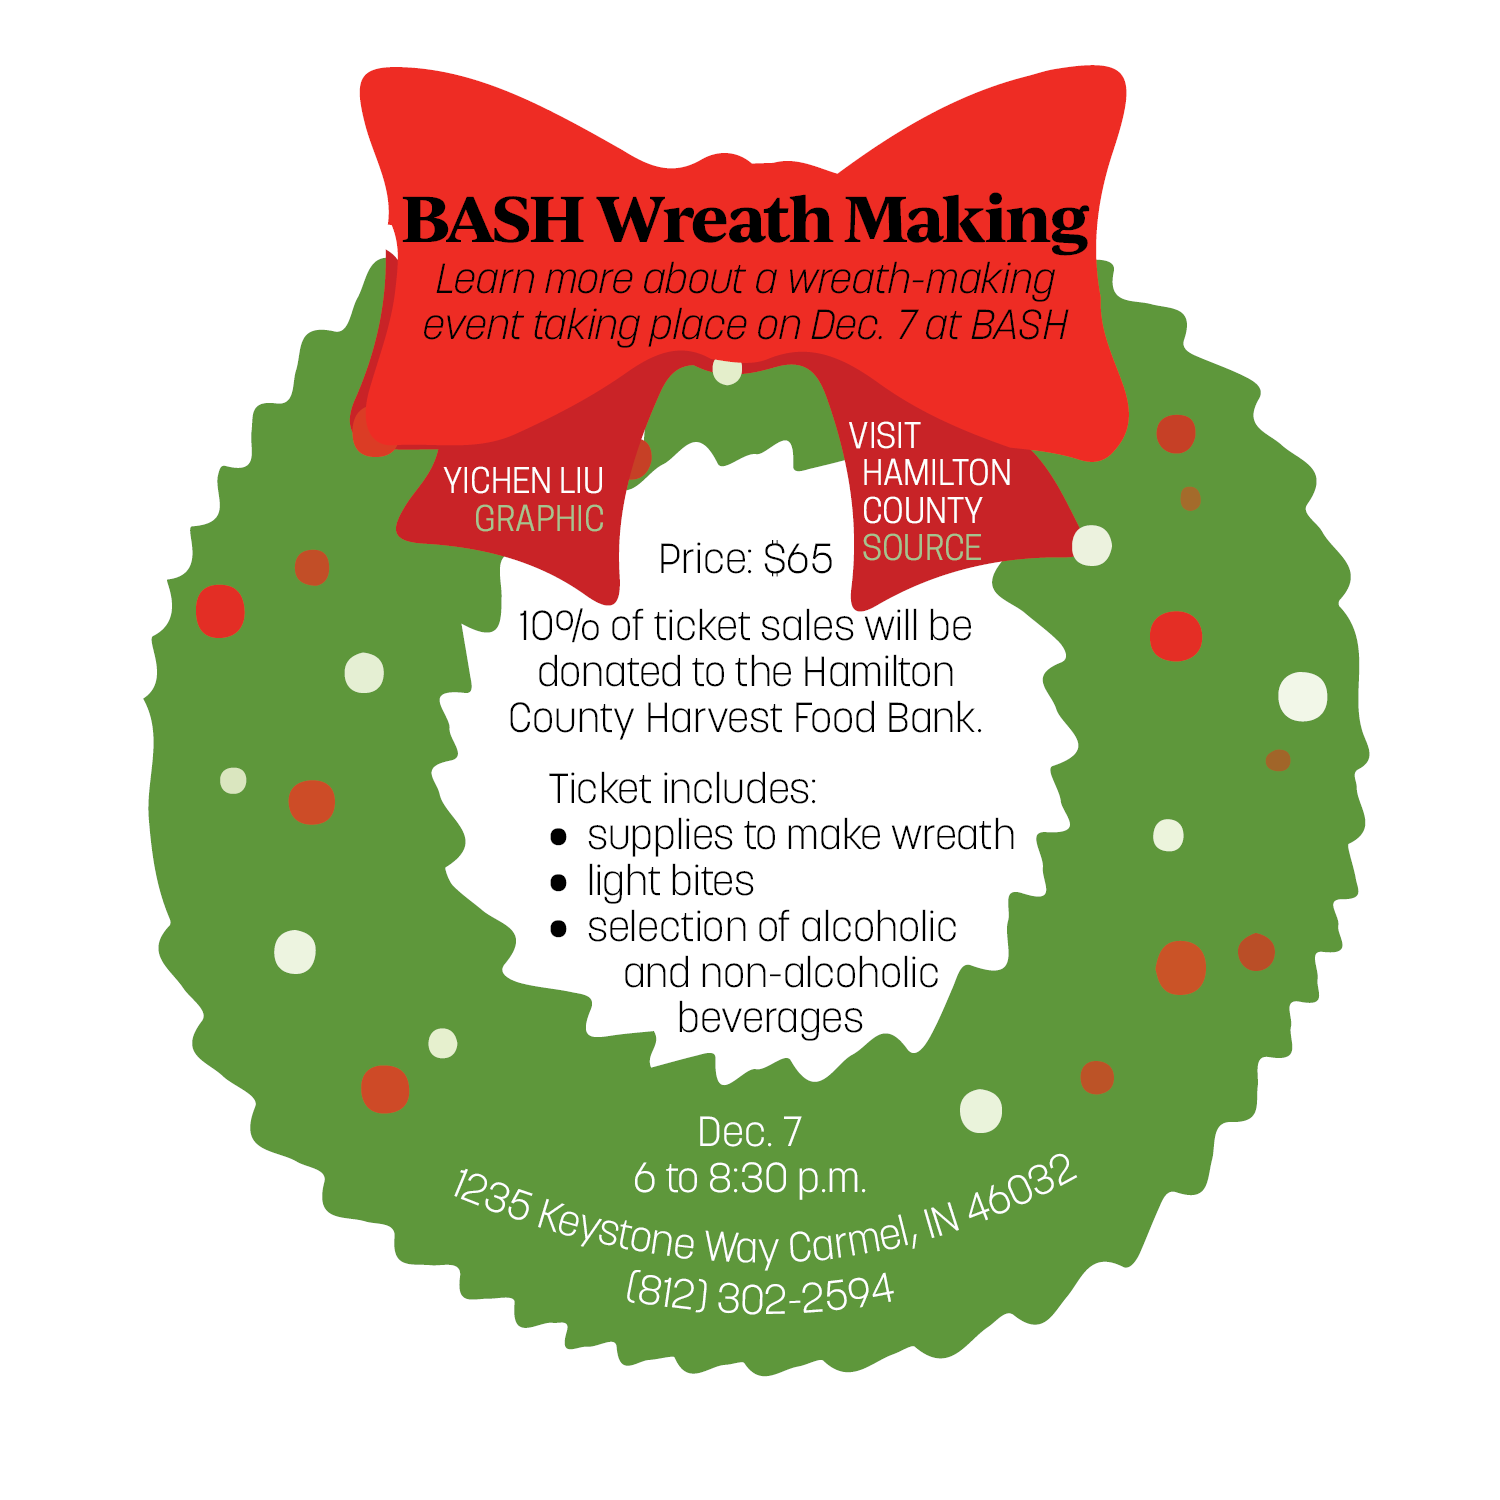 BASH Wreath Making
Learn more about a wreath-making
event taking place on Dec. 7 at BASH
YICHEN LIU
GRAPHIC
VISIT
HAMILTON
COUNTY
SOURCE
Price: $65
10% of ticket sales will be
donated to the Hamilton
County Harvest Food Bank.
Ticket includes:
• supplies to make wreath
• light bites
• selection of alcoholic
and non-alcoholic
beverages
Dec. 7
6 to 8:30 p.m.
1235 Keystone Way Carmel, IN 46032
(812) 302-2594